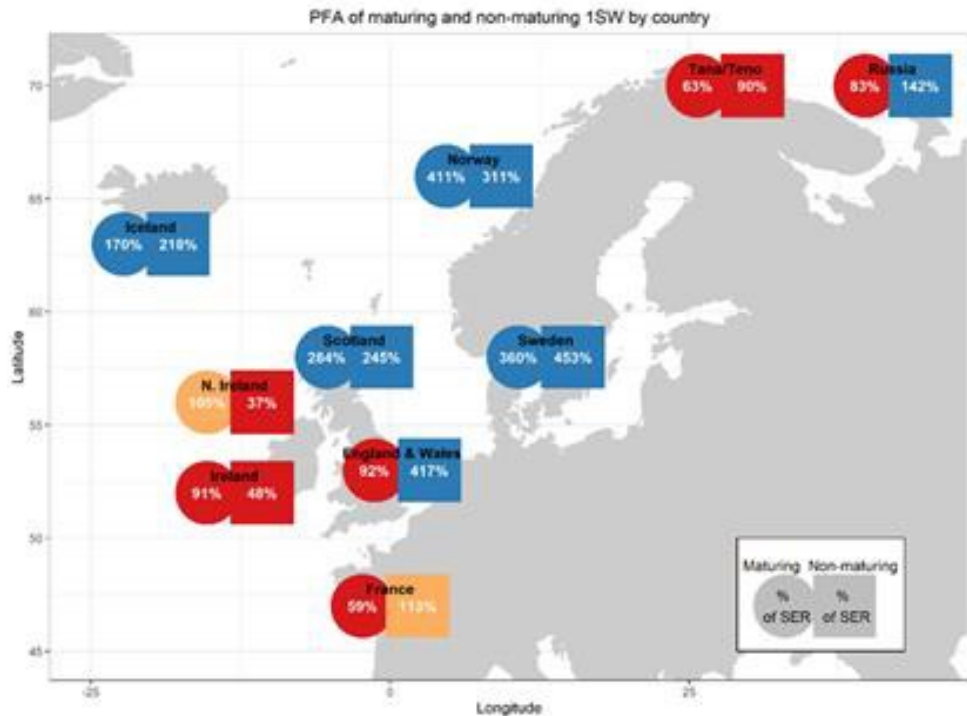 PFA of maturing and non-maturing 1SW by country
70
65
60
55
50
45
Latitude
-25
0
25
Longitude
Tana/Teno
63% 90%
Russia
83% 142%
Norway
411% 311%
Iceland
170% 218%
Scotland
284% 245%
Sweden
360% 453%
N. Ireland
105% 37%
England & Wales
92% 417%
Ireland
91% 48%
France
59% 113%
Maturing Non-maturing
% %
of SER of SER